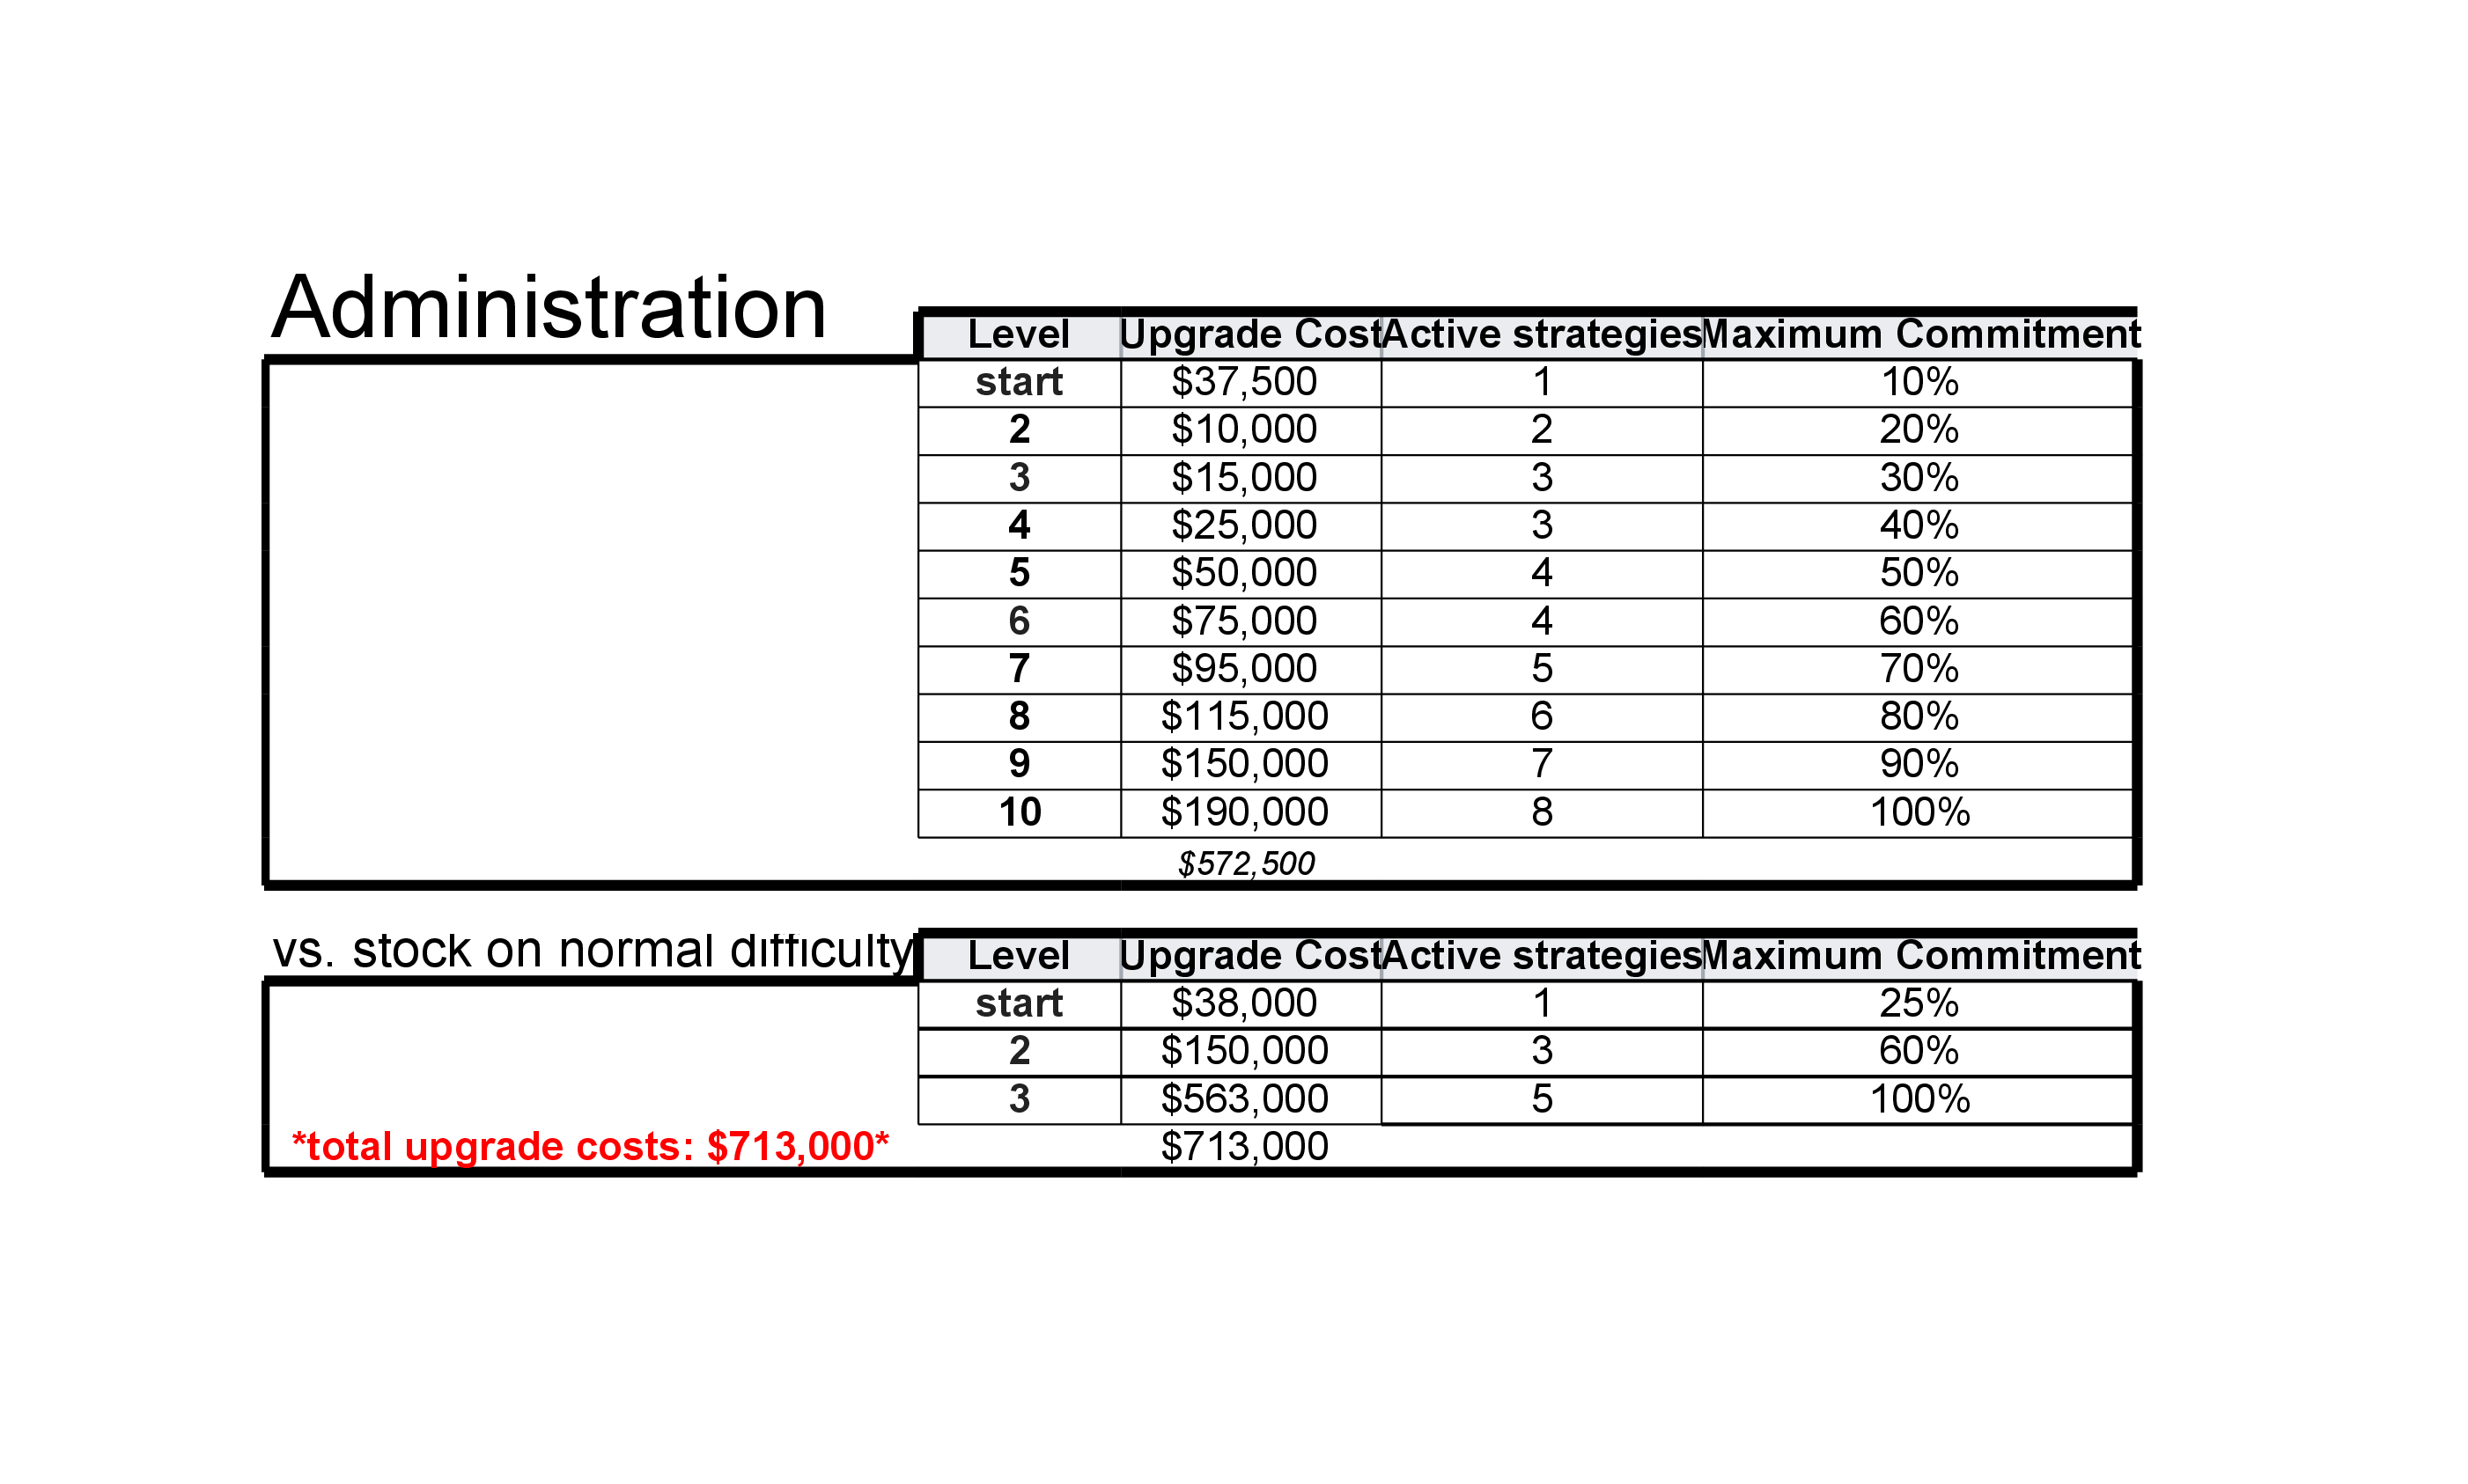 Administration
Level Upgrade Cost Active strategies Maximum Commitment
start $37,500 1 10%
2 $10,000 2 20%
3 $15,000 3 30%
4 $25,000 3 40%
5 $50,000 4 50%
6 $75,000 4 60%
7 $95,000 5 70%
8 $115,000 6 80%
9 $150,000 7 90%
10 $190,000 8 100%
$572,500
vs. stock on normal difficulty
Level Upgrade Cost Active strategies Maximum Commitment
start $38,000 1 25%
2 $150,000 3 60%
3 $563,000 5 100%
*total upgrade costs: $713,000* $713,000